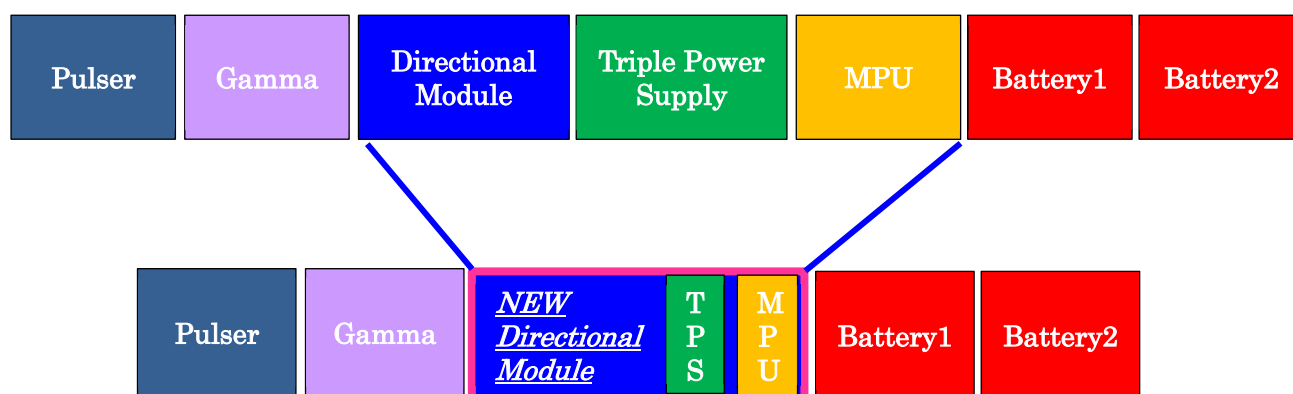 Pulser
Gamma
Directional
Module
Triple Power
Supply
MPU
Battery1
Battery2
Pulser
Gamma
NEW
Directional
Module
T
P
S
M
P
U
Battery1
Battery2